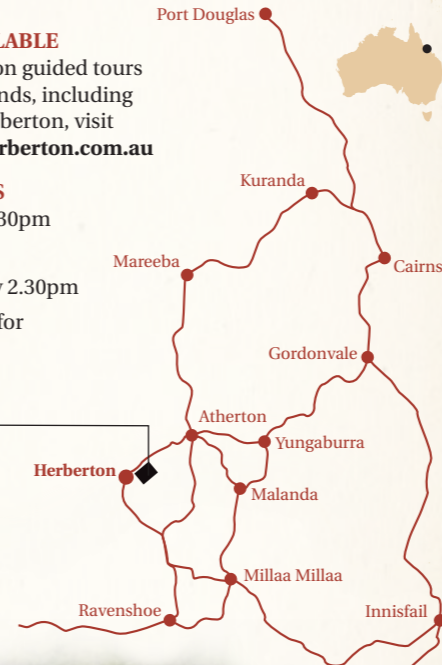 LABLE
on guided tours
nds, including
berton, visit
rberton.com.au
S
30pm
2.30pm
for
Port Douglas
Kuranda
Mareeba
Cairns
Gordonvale
Atherton
Yungaburra
Herberton
Malanda
Millaa Millaa
Ravenshoe
Innisfail